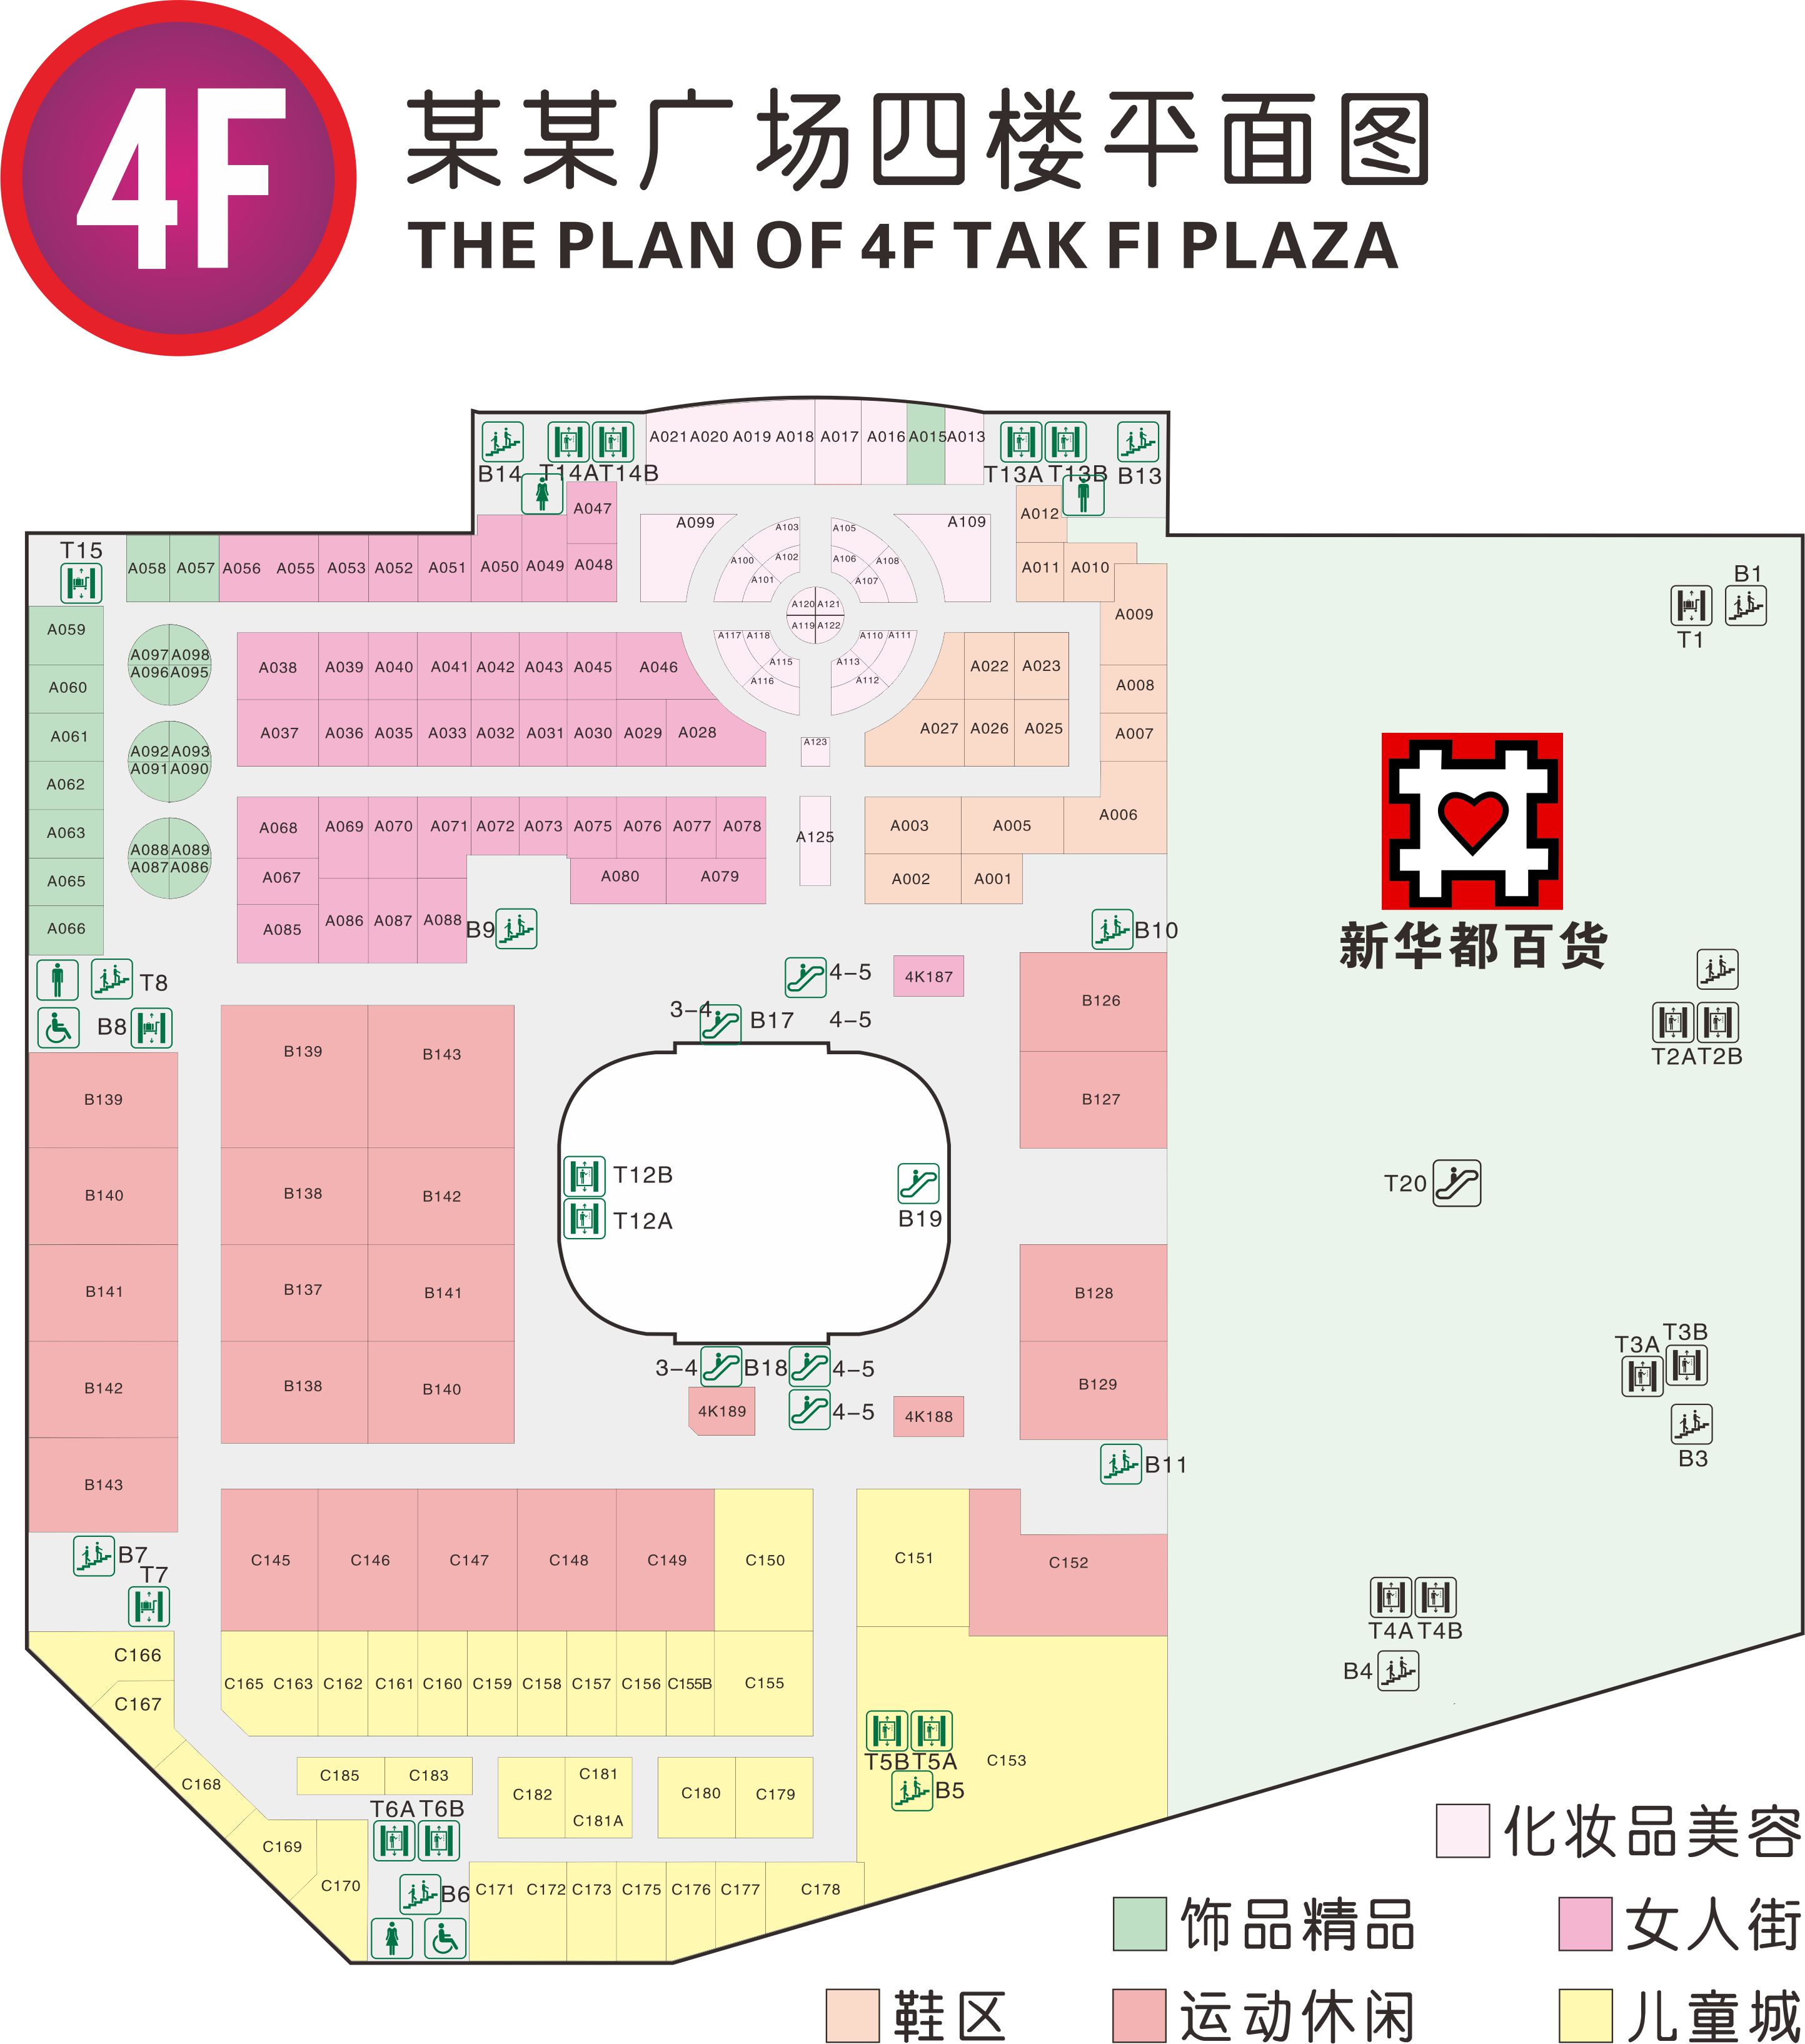 4F
某某广场四楼平面图
THE PLAN OF 4F TAK FI PLAZA
A021 A020 A019 A018 A017 A016 A015 A013
B14 T14A T14B
T13A T13B B13
A047
A012
A099 A103 A105 A109
T15
A058 A057 A056 A055 A053 A052 A051 A050 A049 A048
A100 A102 A106 A108
A101 A107
A011 A010
B1
T1
A120 A121
A119 A122
A009
A059
A117 A118 A110 A111
A097 A098
A096 A095
A038 A039 A040 A041 A042 A043 A045 A046
A115 A113
A116 A112
A022 A023
A008
A060
A061
A037 A036 A035 A033 A032 A031 A030 A029 A028
A123
A027 A026 A025
A007
A092 A093
A091 A090
A062
A063
A068 A069 A070 A071 A072 A073 A075 A076 A077 A078
A125
A003 A005 A006
A088 A089
A087 A086
A065
A067
A080 A079
A002 A001
A066
A085 A086 A087 A088
B9
B10
新华都百货
T8
4-5
4K187
B8
3-4
B17
4-5
B126
T2A T2B
B139 B143
B139
B127
B140
B138 B142
T12B
T12A
B19
T20
B141
B137 B141
B128
T3A T3B
B142
B138 B140
3-4
B18
4-5
4K189
4-5
4K188
B129
B3
B143
B11
B7
T7
C145 C146 C147 C148 C149 C150
C151
C152
T4A T4B
B4
C166
C167
C165 C163 C162 C161 C160 C159 C158 C157 C156 C155B C155
T5B T5A
C153
B5
C168
C185 C183
C182
C181
C181A
C180 C179
T6A T6B
C169
C170
B6
C171 C172 C173 C175 C176 C177 C178
化妆品美容
饰品精品
女人街
鞋区
运动休闲
儿童城